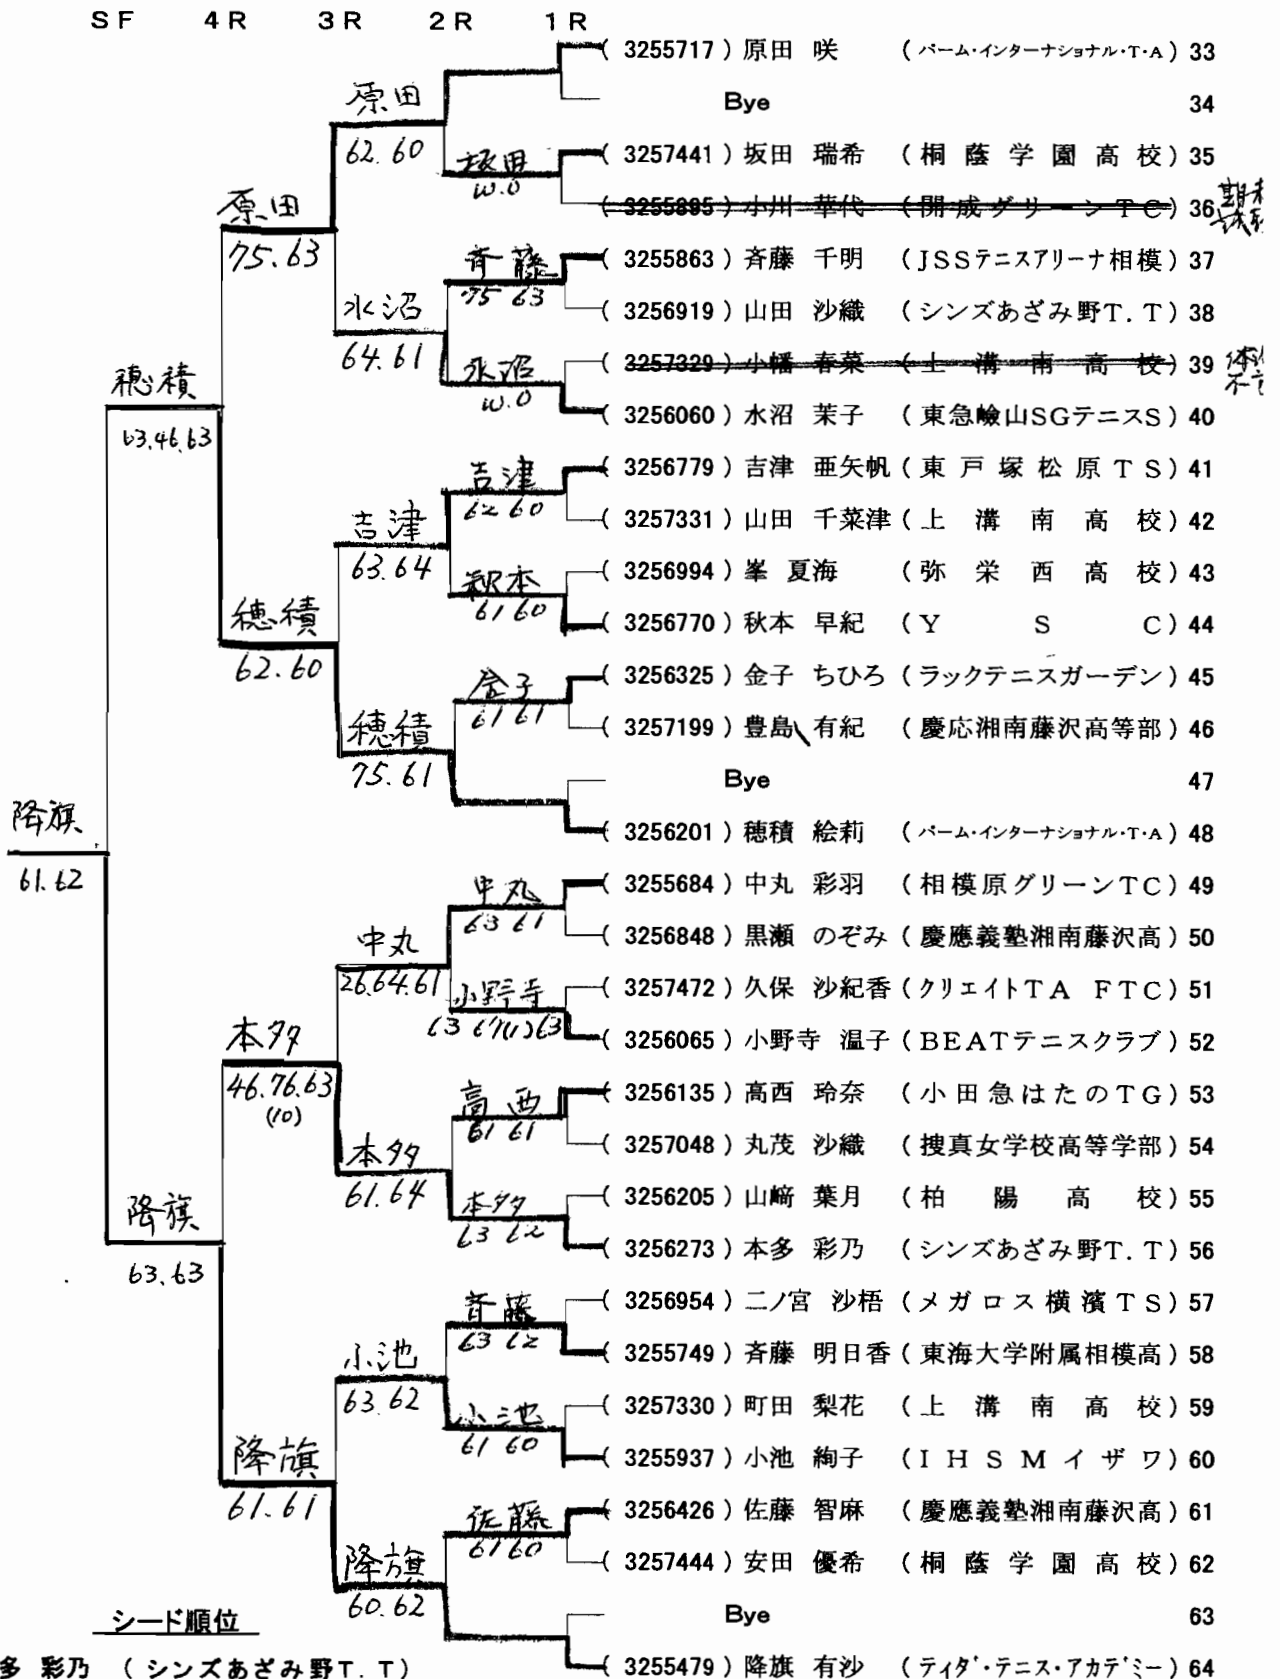 SF 4R 3R 2R 1R
( 3255717 ) 原田 咲 ( パーム・インターナショナル・T・A ) 33
原田
Bye 34
62.60
坂田
( 3257441 ) 坂田 瑞希 ( 桐蔭学園高校 ) 35
W.O
原田
( 3255895 ) 小川 華代 ( 開成グリーンTC ) 36
75.63
斉藤
( 3255863 ) 斉藤 千明 ( JSSテニスアリーナ相模 ) 37
75 63
水沼
( 3256919 ) 山田 沙織 ( シンズあざみ野T.T ) 38
64.61
水沼
( 3257329 ) 小幡 春菜 ( 上溝南高校 ) 39
W.O
穂積
63.46.63
( 3256060 ) 水沼 茉子 ( 東急嶮山SGテニスS ) 40
吉津
( 3256779 ) 吉津 亜矢帆 ( 東戸塚松原TS ) 41
62 60
吉津
( 3257331 ) 山田 千菜津 ( 上溝南高校 ) 42
63.64
秋本
( 3256994 ) 峯 夏海 ( 弥栄西高校 ) 43
61 60
穂積
( 3256770 ) 秋本 早紀 ( YSC ) 44
62.60
金子
( 3256325 ) 金子 ちひろ ( ラックテニスガーデン ) 45
61 61
穂積
( 3257199 ) 豊島 有紀 ( 慶応湘南藤沢高等部 ) 46
75.61
Bye 47
降旗
61.62
( 3256201 ) 穂積 絵莉 ( パーム・インターナショナル・T・A ) 48
中丸
( 3255684 ) 中丸 彩羽 ( 相模原グリーンTC ) 49
63 61
中丸
( 3256848 ) 黒瀬 のぞみ ( 慶應義塾湘南藤沢高 ) 50
26.64.61
小野寺
( 3257472 ) 久保 沙紀香 ( クリエイトTA FTC ) 51
63 67(1) 63
本多
( 3256065 ) 小野寺 温子 ( BEATテニスクラブ ) 52
46.76.63
(10)
高西
( 3256135 ) 高西 玲奈 ( 小田急はたのTG ) 53
61 61
本多
( 3257048 ) 丸茂 沙織 ( 捜真女学校高等学部 ) 54
61.64
本多
( 3256205 ) 山﨑 葉月 ( 柏陽高校 ) 55
63 62
降旗
63.63
( 3256273 ) 本多 彩乃 ( シンズあざみ野T.T ) 56
斉藤
( 3256954 ) 二ノ宮 沙梧 ( メガロス横濱TS ) 57
63 62
小池
( 3255749 ) 斉藤 明日香 ( 東海大学附属相模高 ) 58
63.62
小池
( 3257330 ) 町田 梨花 ( 上溝南高校 ) 59
61 60
降旗
( 3255937 ) 小池 絢子 ( IHSMイザワ ) 60
61.61
佐藤
( 3256426 ) 佐藤 智麻 ( 慶應義塾湘南藤沢高 ) 61
61 60
降旗
( 3257444 ) 安田 優希 ( 桐蔭学園高校 ) 62
60.62
Bye 63
シード順位
( 3255479 ) 降旗 有沙 ( ティダ・テニス・アカデミー ) 64
多 彩乃 ( シンズあざみ野T.T )